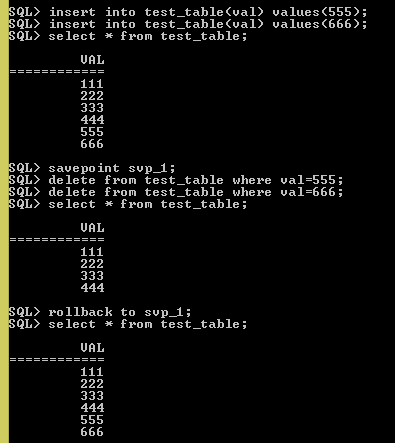 SQL> insert into test_table(val) values(555);
SQL> insert into test_table(val) values(666);
SQL> select * from test_table;
VAL
============
111
222
333
444
555
666
SQL> savepoint svp_1;
SQL> delete from test_table where val=555;
SQL> delete from test_table where val=666;
SQL> select * from test_table;
VAL
============
111
222
333
444
SQL> rollback to svp_1;
SQL> select * from test_table;
VAL
============
111
222
333
444
555
666